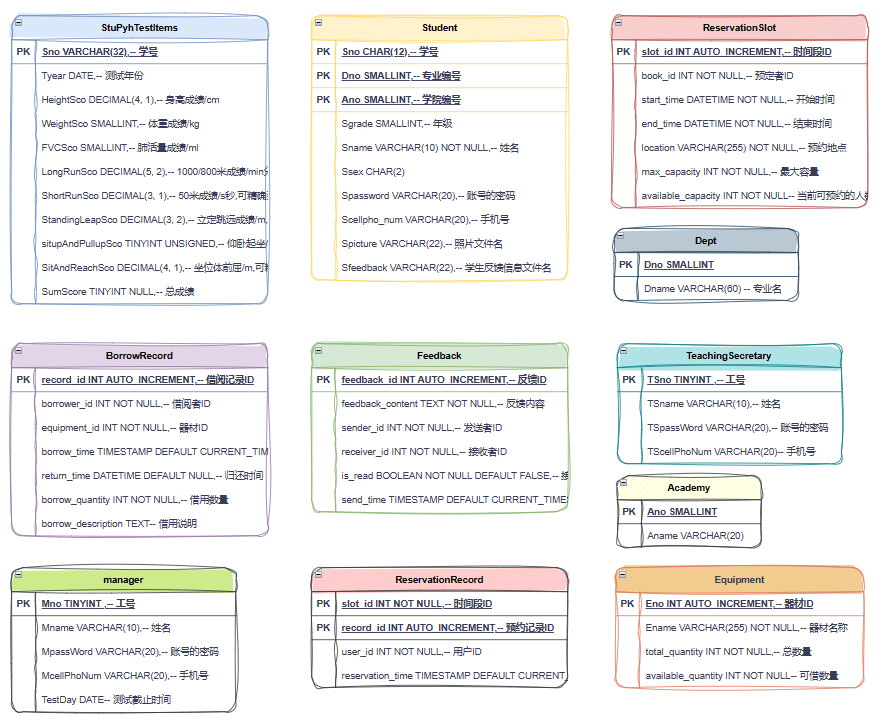 StuPyhTestItems
PK Sno VARCHAR(32),-- 学号
Tyear DATE,-- 测试年份
HeightSco DECIMAL(4, 1),-- 身高成绩/cm
WeightSco SMALLINT,-- 体重成绩/kg
FVCSco SMALLINT,-- 肺活量成绩/ml
LongRunSco DECIMAL(5, 2),-- 1000/800米成绩/min
ShortRunSco DECIMAL(3, 1),-- 50米成绩/s秒,可精确
StandingLeapSco DECIMAL(3, 2),-- 立定跳远成绩/m,
situpAndPullupSco TINYINT UNSIGNED,-- 仰卧起坐/
SitAndReachSco DECIMAL(4, 1),-- 坐位体前屈/m,可
SumScore TINYINT NULL,-- 总成绩
Student
PK Sno CHAR(12),-- 学号
PK Dno SMALLINT,-- 专业编号
PK Ano SMALLINT,-- 学院编号
Sgrade SMALLINT,-- 年级
Sname VARCHAR(10) NOT NULL,-- 姓名
Ssex CHAR(2)
Spassword VARCHAR(20),-- 账号的密码
Scellpho_num VARCHAR(20),-- 手机号
Spicture VARCHAR(22),-- 照片文件名
Sfeedback VARCHAR(22),-- 学生反馈信息文件名
ReservationSlot
PK slot_id INT AUTO_INCREMENT,-- 时间段ID
book_id INT NOT NULL,-- 预定者ID
start_time DATETIME NOT NULL,-- 开始时间
end_time DATETIME NOT NULL,-- 结束时间
location VARCHAR(255) NOT NULL,-- 预约地点
max_capacity INT NOT NULL,-- 最大容量
available_capacity INT NOT NULL-- 当前可预约的人数
Dept
PK Dno SMALLINT
Dname VARCHAR(60) -- 专业名
BorrowRecord
PK record_id INT AUTO_INCREMENT,-- 借阅记录ID
borrower_id INT NOT NULL,-- 借阅者ID
equipment_id INT NOT NULL,-- 器材ID
borrow_time TIMESTAMP DEFAULT CURRENT_TIM
return_time DATETIME DEFAULT NULL,-- 归还时间
borrow_quantity INT NOT NULL,-- 借用数量
borrow_description TEXT-- 借用说明
Feedback
PK feedback_id INT AUTO_INCREMENT,-- 反馈ID
feedback_content TEXT NOT NULL,-- 反馈内容
sender_id INT NOT NULL,-- 发送者ID
receiver_id INT NOT NULL,-- 接收者ID
is_read BOOLEAN NOT NULL DEFAULT FALSE,-- 接
send_time TIMESTAMP DEFAULT CURRENT_TIMES
TeachingSecretary
PK TSno TINYINT ,-- 工号
TSname VARCHAR(10),-- 姓名
TSpassWord VARCHAR(20),-- 账号的密码
TScellPhoNum VARCHAR(20)-- 手机号
Academy
PK Ano SMALLINT
Aname VARCHAR(20)
manager
PK Mno TINYINT ,-- 工号
Mname VARCHAR(10),-- 姓名
MpassWord VARCHAR(20),-- 账号的密码
McellPhoNum VARCHAR(20),-- 手机号
TestDay DATE-- 测试截止时间
ReservationRecord
PK slot_id INT NOT NULL,-- 时间段ID
PK record_id INT AUTO_INCREMENT,-- 预约记录ID
user_id INT NOT NULL,-- 用户ID
reservation_time TIMESTAMP DEFAULT CURRENT_
Equipment
PK Eno INT AUTO_INCREMENT,-- 器材ID
Ename VARCHAR(255) NOT NULL,-- 器材名称
total_quantity INT NOT NULL,-- 总数量
available_quantity INT NOT NULL-- 可借数量